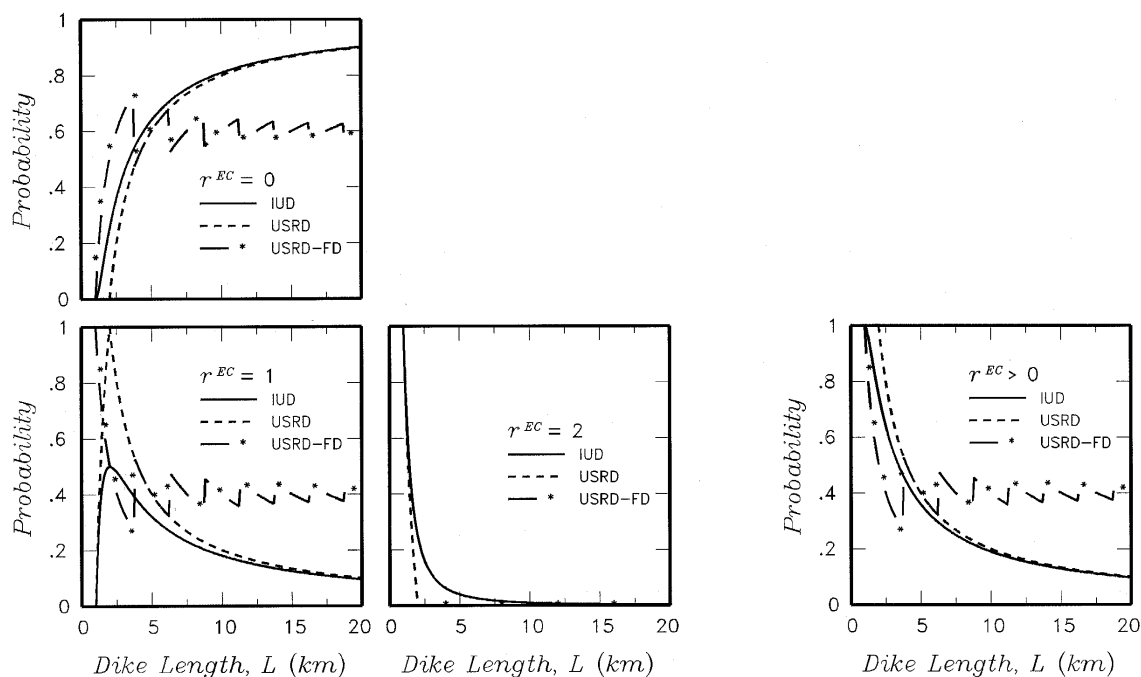 1
.8
.6
.4
.2
0
Probability
r EC = 0
IUD
USRD
USRD-FD
*
1
.8
.6
.4
.2
0
Probability
r EC = 1
IUD
USRD
USRD-FD
*
0 5 10 15 20
Dike Length, L (km)
r EC = 2
IUD
USRD
USRD-FD
*
0 5 10 15 20
Dike Length, L (km)
1
.8
.6
.4
.2
0
Probability
r EC > 0
IUD
USRD
USRD-FD
*
0 5 10 15 20
Dike Length, L (km)